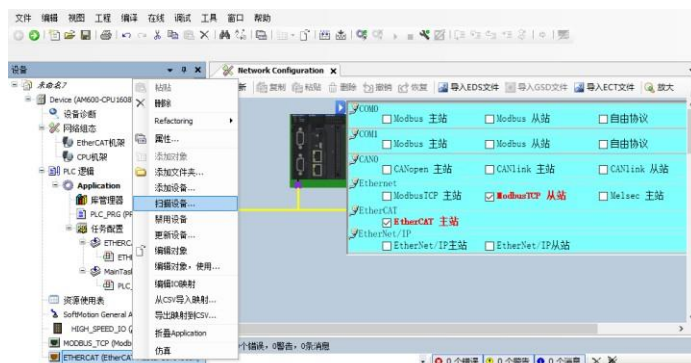 文件 编辑 视图 工程 编译 在线 调试 工具 窗口 帮助
设备
Network Configuration
未命名7
Device (AM600-CPU1608
设备诊断
网络组态
EtherCAT机架
CPU机架
PLC 逻辑
Application
库管理器
PLC_PRG (PR
任务配置
ETHERC
ETH
MainTas
PLC_
资源使用表
SoftMotion General A
HIGH_SPEED_IO (
MODBUS_TCP (Modb
ETHERCAT (EtherCA
粘贴
删除
Refactoring
属性...
添加对象
添加文件夹...
添加设备...
扫描设备...
禁用设备
更新设备...
编辑对象
编辑对象，使用...
编辑IO映射
从CSV导入映射...
导出映射到CSV...
折叠Application
仿真
新 复制 粘贴 删除 撤销 恢复 导入EDS文件 导入GSD文件 导入ECT文件 放大
COM0
Modbus 主站 Modbus 从站 自由协议
COM1
Modbus 主站 Modbus 从站 自由协议
CAN0
CANopen 主站 CANlink 主站 CANlink 从站
Ethernet
ModbusTCP 主站 ModbusTCP 从站 Melsec 主站
EtherCAT
EtherCAT 主站
EtherNet/IP
EtherNet/IP主站 EtherNet/IP从站
个错误，0警告，0条消息
0 个错误 0 个警告 0 个消息